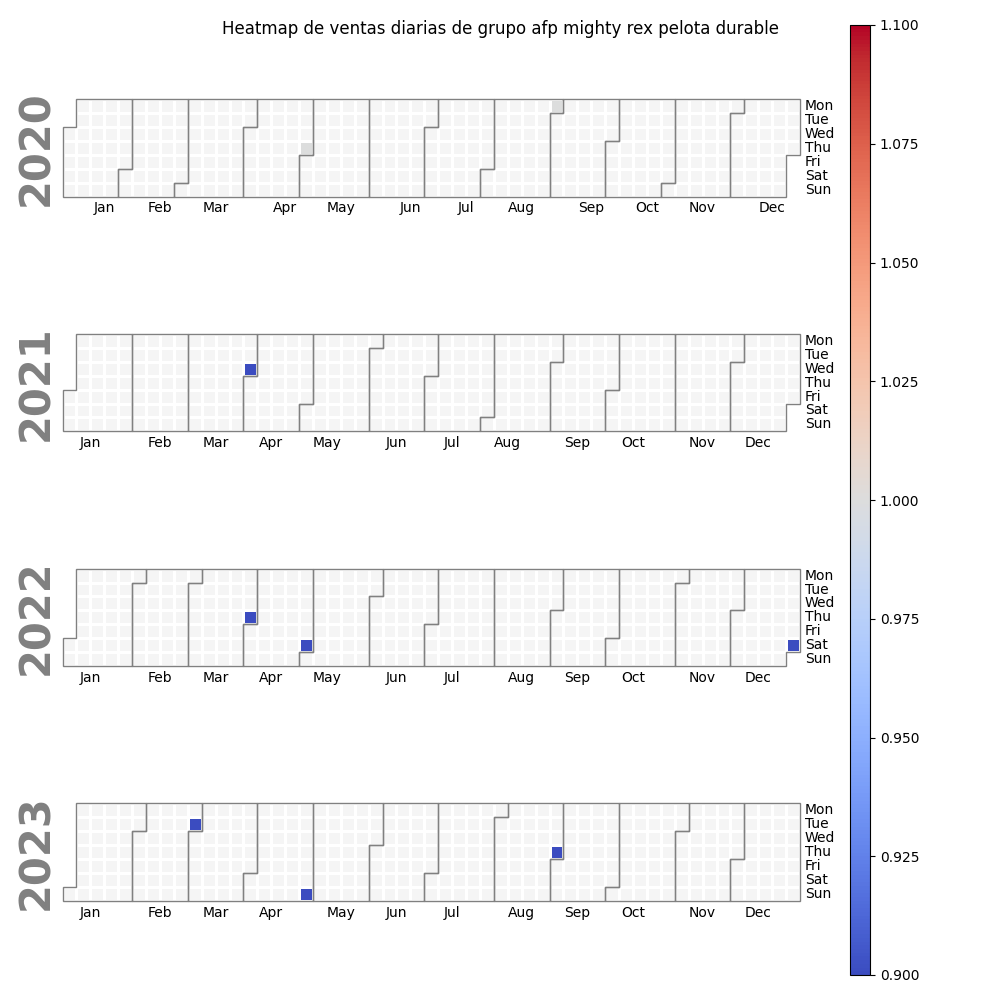 Heatmap de ventas diarias de grupo afp mighty rex pelota durable
2020
Mon
Tue
Wed
Thu
Fri
Sat
Sun
Jan Feb Mar Apr May Jun Jul Aug Sep Oct Nov Dec
2021
Mon
Tue
Wed
Thu
Fri
Sat
Sun
Jan Feb Mar Apr May Jun Jul Aug Sep Oct Nov Dec
2022
Mon
Tue
Wed
Thu
Fri
Sat
Sun
Jan Feb Mar Apr May Jun Jul Aug Sep Oct Nov Dec
2023
Mon
Tue
Wed
Thu
Fri
Sat
Sun
Jan Feb Mar Apr May Jun Jul Aug Sep Oct Nov Dec
1.100
1.075
1.050
1.025
1.000
0.975
0.950
0.925
0.900